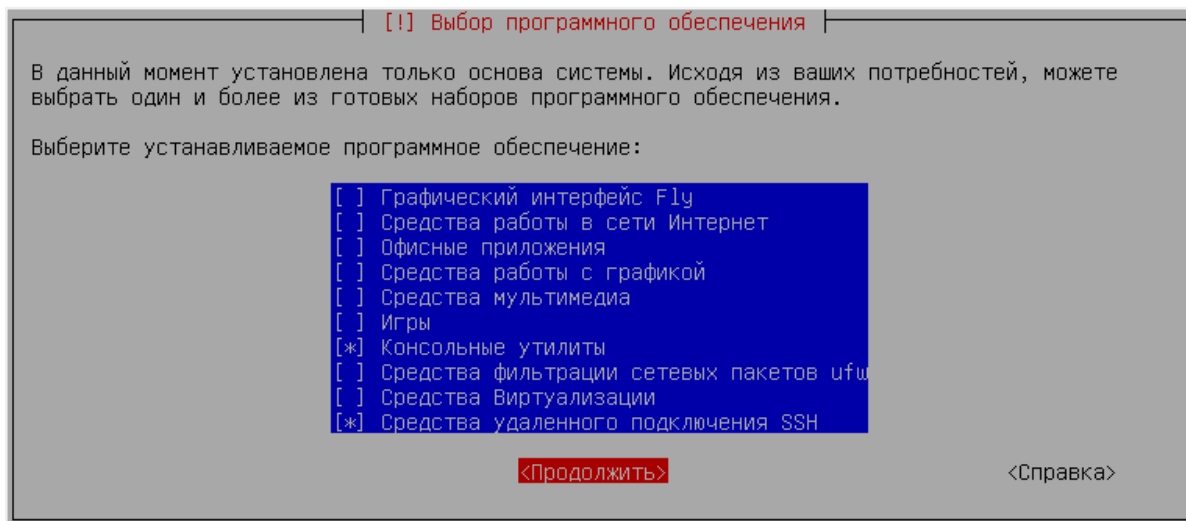 [!] Выбор программного обеспечения
В данный момент установлена только основа системы. Исходя из ваших потребностей, можете
выбрать один и более из готовых наборов программного обеспечения.
Выберите устанавливаемое программное обеспечение:
[ ] Графический интерфейс Fly
[ ] Средства работы в сети Интернет
[ ] Офисные приложения
[ ] Средства работы с графикой
[ ] Средства мультимедиа
[ ] Игры
[*] Консольные утилиты
[ ] Средства фильтрации сетевых пакетов ufw
[ ] Средства Виртуализации
[*] Средства удаленного подключения SSH
<Продолжить> <Справка>